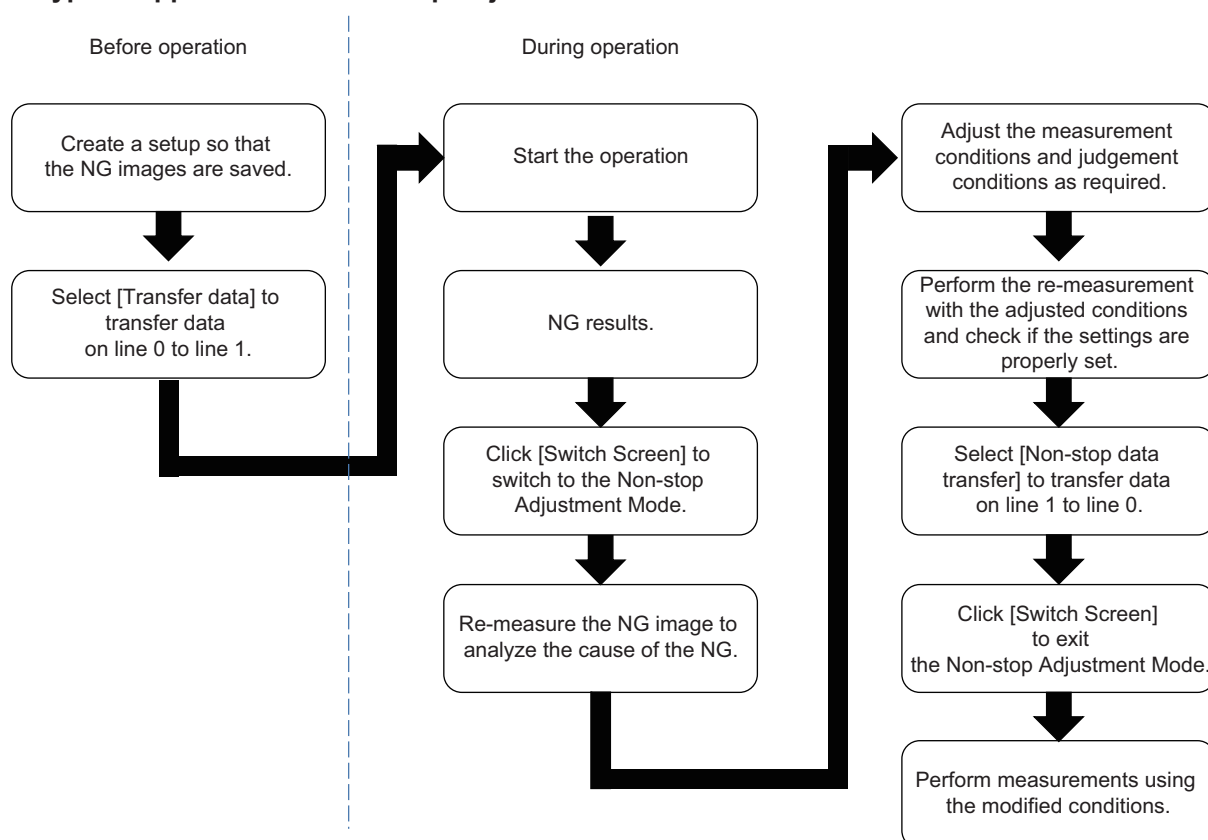 Before operation
During operation
Create a setup so that
the NG images are saved.
Select [Transfer data] to
transfer data
on line 0 to line 1.
Start the operation
NG results.
Click [Switch Screen] to
switch to the Non-stop
Adjustment Mode.
Re-measure the NG image to
analyze the cause of the NG.
Adjust the measurement
conditions and judgement
conditions as required.
Perform the re-measurement
with the adjusted conditions
and check if the settings are
properly set.
Select [Non-stop data
transfer] to transfer data
on line 1 to line 0.
Click [Switch Screen]
to exit
the Non-stop Adjustment Mode.
Perform measurements using
the modified conditions.